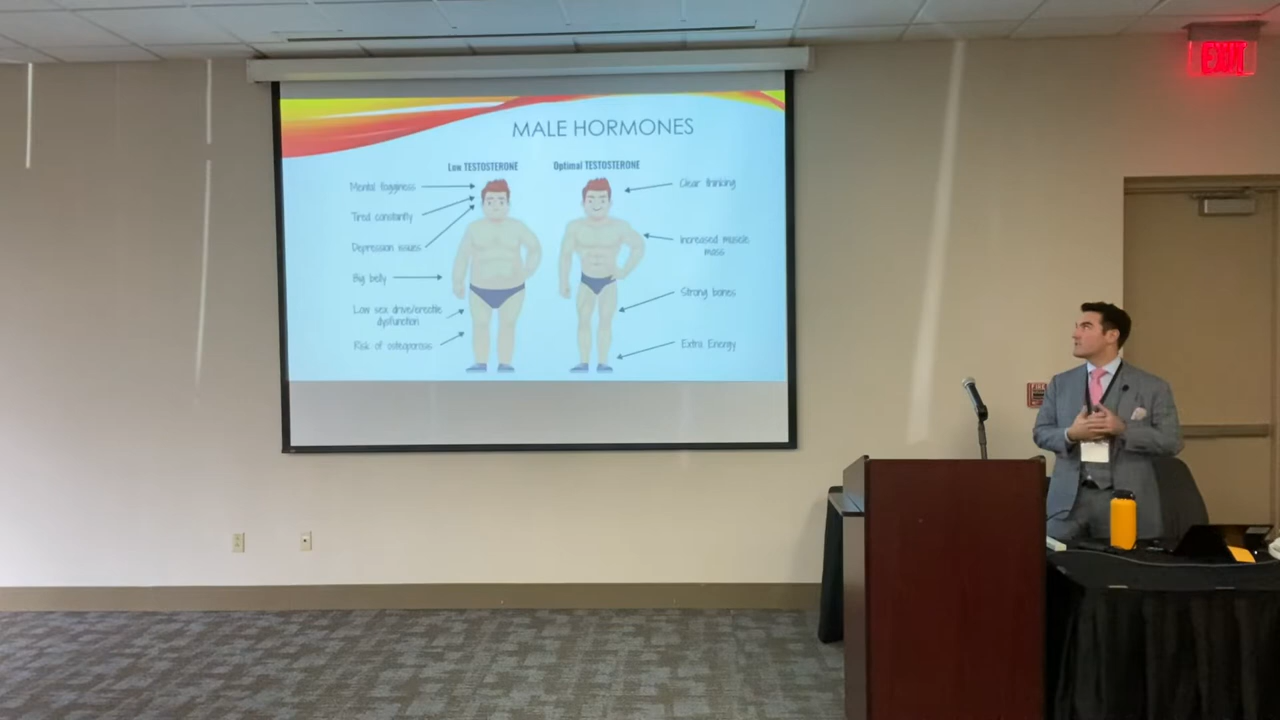 EXIT
MALE HORMONES
Low TESTOSTERONE
Optimal TESTOSTERONE
Mental fogginess
Tired constantly
Depression issues
Big belly
Low sex drive/erectile
dysfunction
Risk of osteoporosis
Clear thinking
Increased muscle
mass
Strong bones
Extra Energy
FIRE